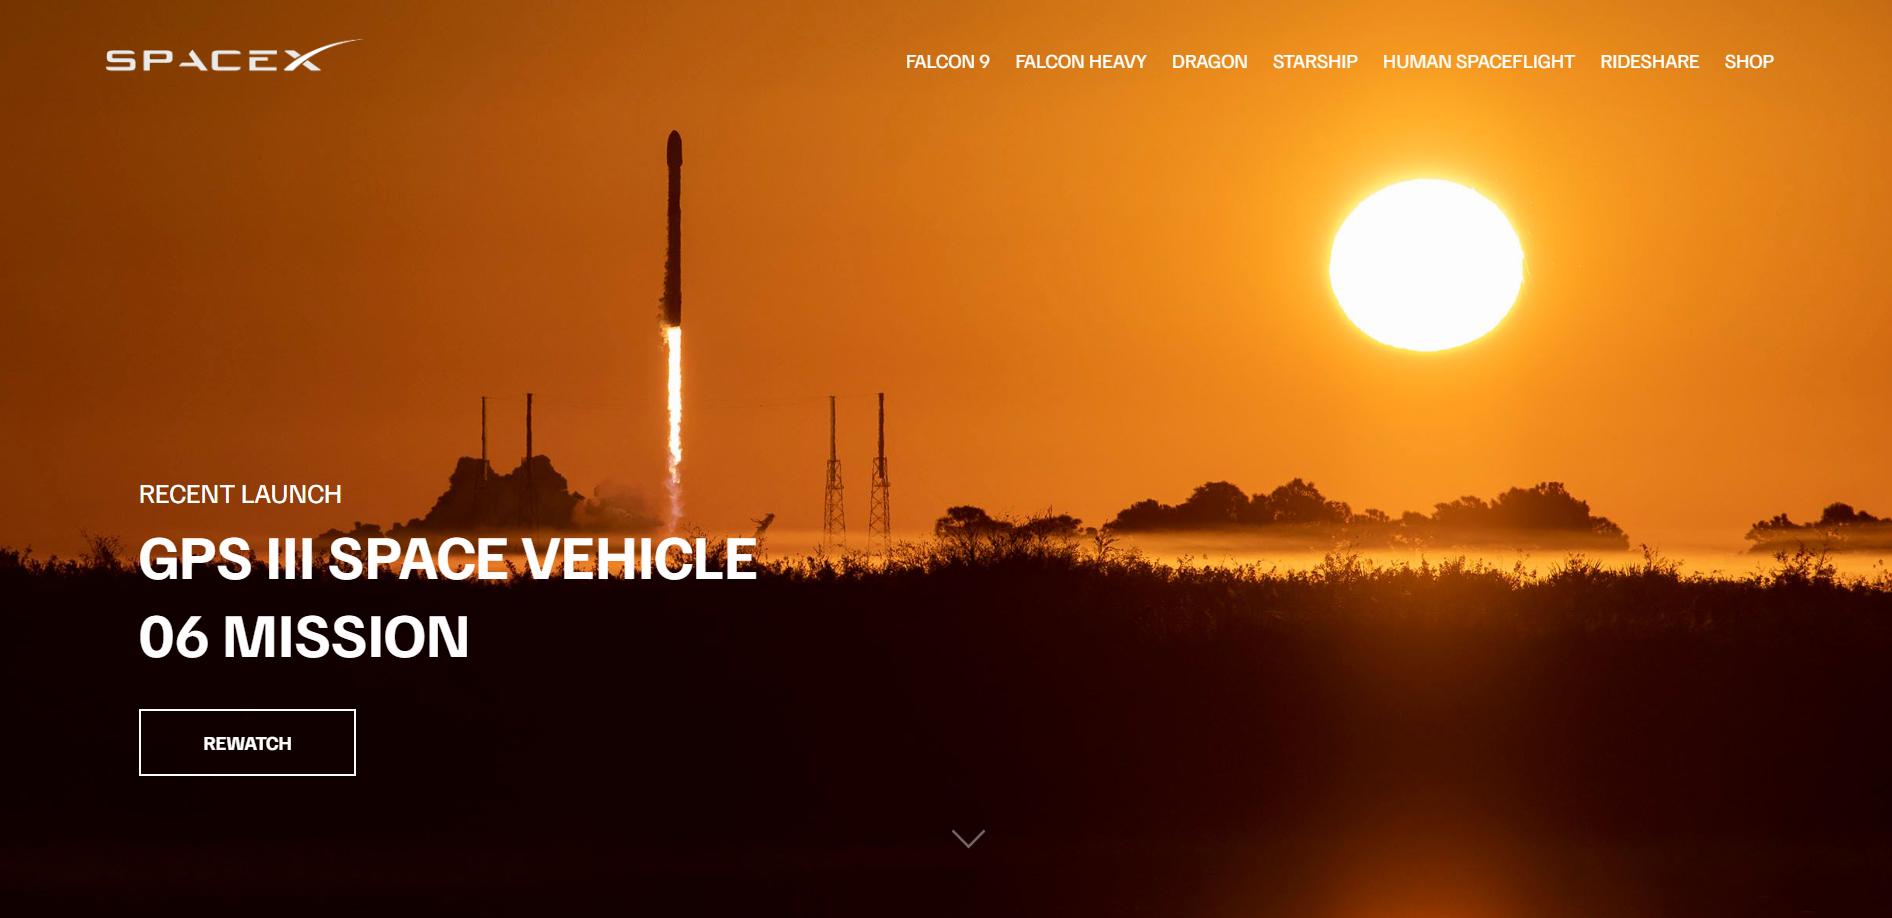 SPACEX
FALCON 9 FALCON HEAVY DRAGON STARSHIP HUMAN SPACEFLIGHT RIDESHARE SHOP
RECENT LAUNCH
GPS III SPACE VEHICLE
06 MISSION
REWATCH